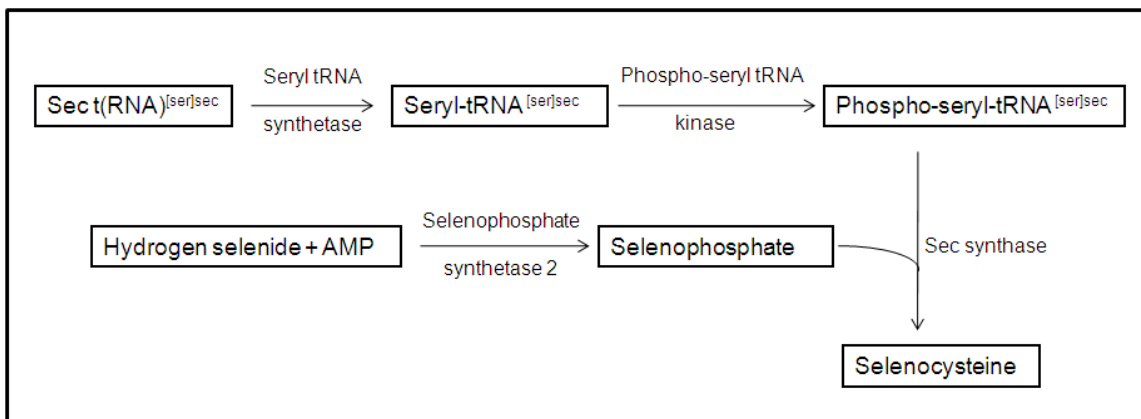 Seryl tRNA
Phospho-seryl tRNA
Sec t(RNA)[ser]sec
Seryl-tRNA [ser]sec
Phospho-seryl-tRNA [ser]sec
synthetase
kinase
Selenophosphate
Hydrogen selenide + AMP
Selenophosphate
Sec synthase
synthetase 2
Selenocysteine